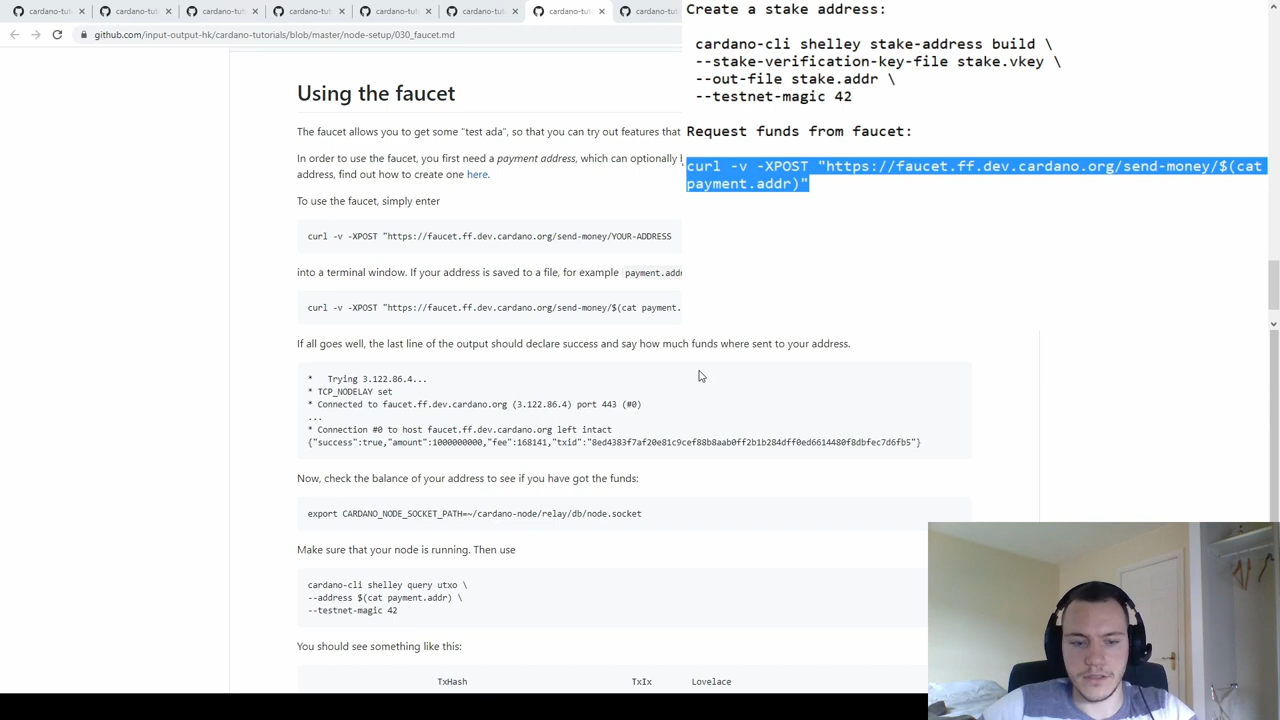 cardano-tut
cardano-tut
cardano-tut
cardano-tut
cardano-tut
cardano-tut
cardano-tut
cardano-tut
github.com/input-output-hk/cardano-tutorials/blob/master/node-setup/030_faucet.md
Using the faucet
The faucet allows you to get some "test ada", so that you can try out features that
In order to use the faucet, you first need a payment address, which can optionally
address, find out how to create one here.
To use the faucet, simply enter
curl -v -XPOST "https://faucet.ff.dev.cardano.org/send-money/YOUR-ADDRESS
into a terminal window. If your address is saved to a file, for example payment.addr
curl -v -XPOST "https://faucet.ff.dev.cardano.org/send-money/$(cat payment.
If all goes well, the last line of the output should declare success and say how much funds where sent to your address.
* Trying 3.122.86.4...
* TCP_NODELAY set
* Connected to faucet.ff.dev.cardano.org (3.122.86.4) port 443 (#0)
...
* Connection #0 to host faucet.ff.dev.cardano.org left intact
{"success":true,"amount":1000000000,"fee":168141,"txid":"8ed4383f7af20e81c9cef88b8aab0ff2b1b284dff0ed6614480f8dbfec7d6fb5"}
Now, check the balance of your address to see if you have got the funds:
export CARDANO_NODE_SOCKET_PATH=~/cardano-node/relay/db/node.socket
Make sure that your node is running. Then use
cardano-cli shelley query utxo \
--address $(cat payment.addr) \
--testnet-magic 42
You should see something like this:
TxHash TxIx Lovelace
Create a stake address:
cardano-cli shelley stake-address build \
--stake-verification-key-file stake.vkey \
--out-file stake.addr \
--testnet-magic 42
Request funds from faucet:
curl -v -XPOST "https://faucet.ff.dev.cardano.org/send-money/$(cat
payment.addr)"